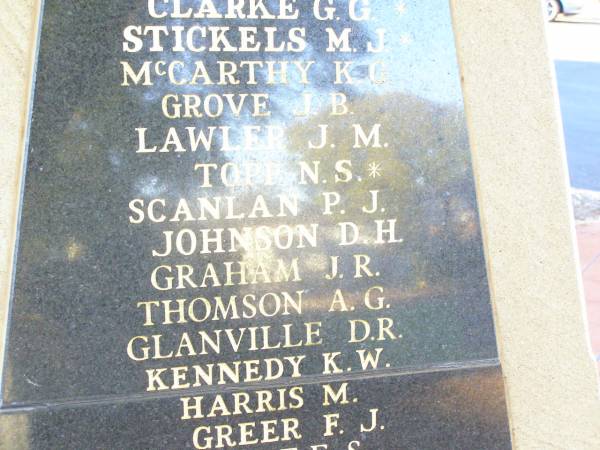 CLARKE G. G. *
STICKELS M. J. *
McCARTHY K. G.
GROVE J. B.
LAWLER J. M.
TOPP N. S. *
SCANLAN P. J.
JOHNSON D. H.
GRAHAM J. R.
THOMSON A. G.
GLANVILLE D. R.
KENNEDY K. W.
HARRIS M.
GREER F. J.